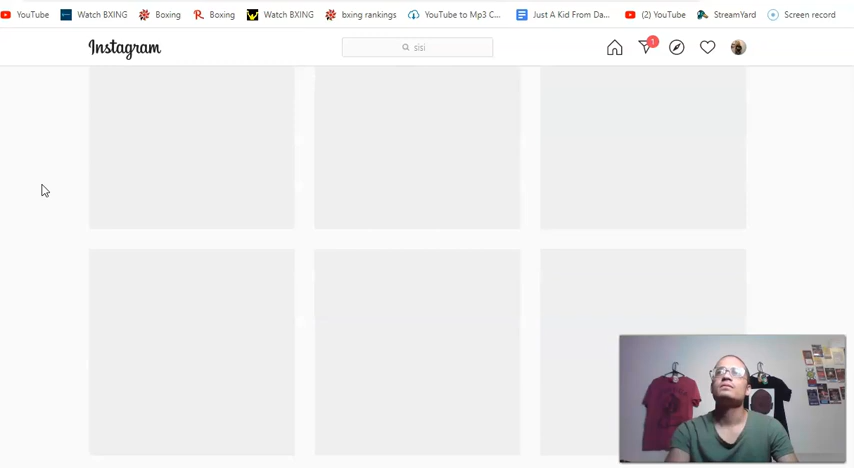 YouTube Watch BXING Boxing Boxing Watch BXING bxing rankings YouTube to Mp3 C... Just A Kid From Da... (2) YouTube StreamYard Screen record
Instagram sisi 1